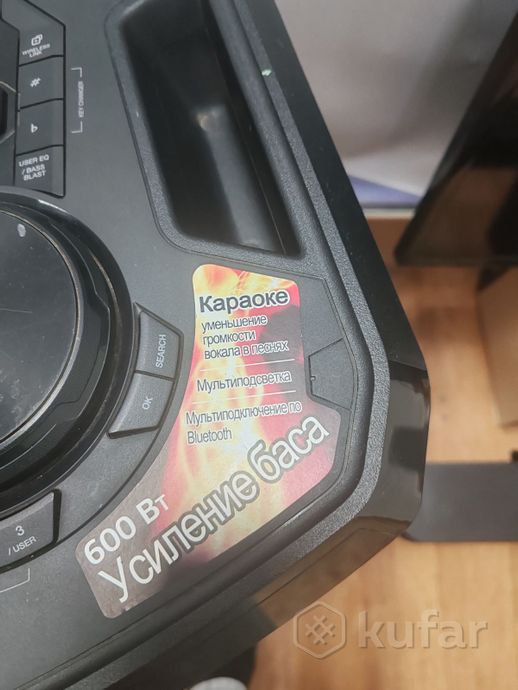 WIRELESS
LINK
#
♭
KEY CHANGER
USER EQ
/ BASS
BLAST
SEARCH
OK
3
/ USER
Караоке
уменьшение
громкости
вокала в песнях
Мультиподсветка
Мультиподключение по
Bluetooth
600 Вт
Усиление баса
kufar